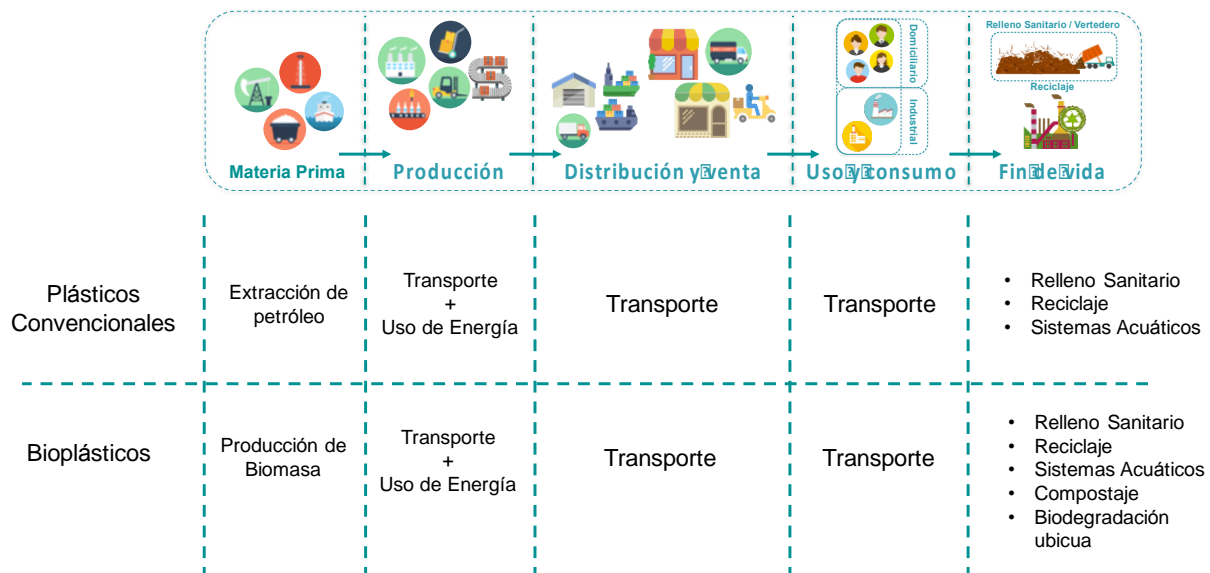 Relleno Sanitario / Vertedero
Domiciliario
Industrial
Reciclaje
Materia Prima
Producción
Distribución y venta
Uso y consumo
Fin de vida
Plásticos
Convencionales
Extracción de
petróleo
Transporte
+
Uso de Energía
Transporte
Transporte
• Relleno Sanitario
• Reciclaje
• Sistemas Acuáticos
Bioplásticos
Producción de
Biomasa
Transporte
+
Uso de Energía
Transporte
Transporte
• Relleno Sanitario
• Reciclaje
• Sistemas Acuáticos
• Compostaje
• Biodegradación
ubicua